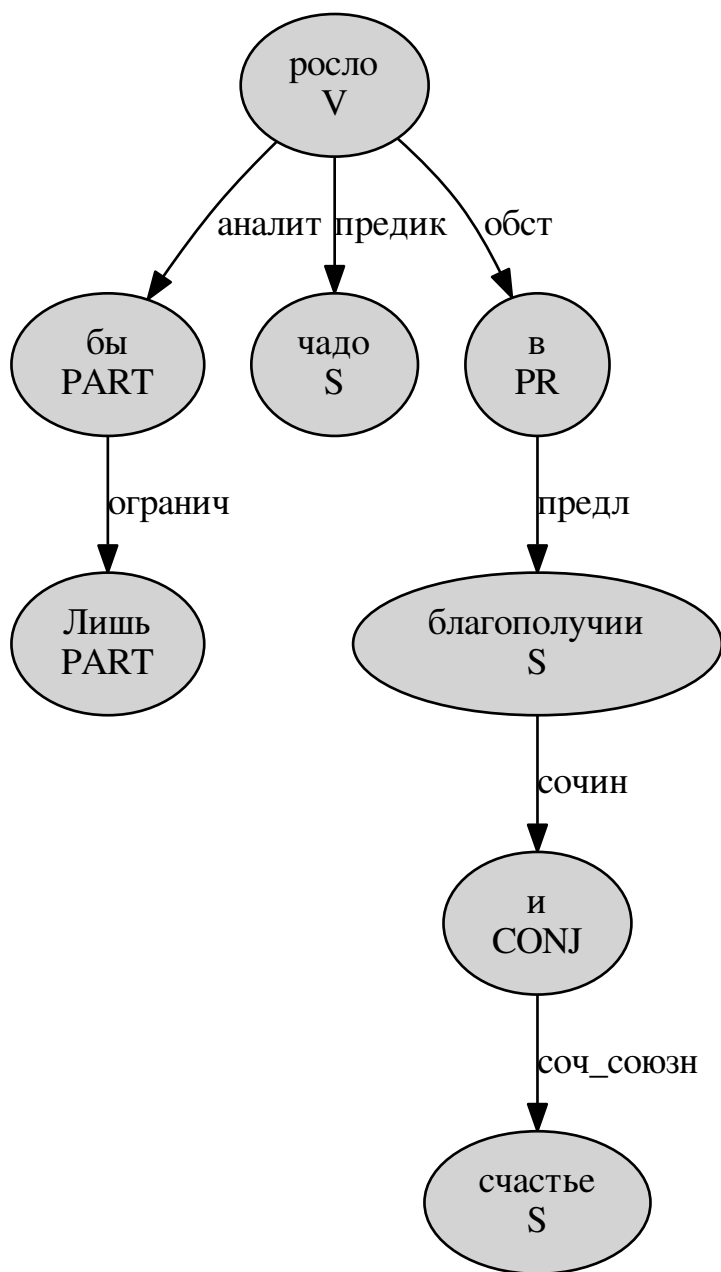 росло
V
аналит
предик
обст
бы
PART
чадо
S
в
PR
огранич
предл
Лишь
PART
благополучии
S
сочин
и
CONJ
соч_союзн
счастье
S